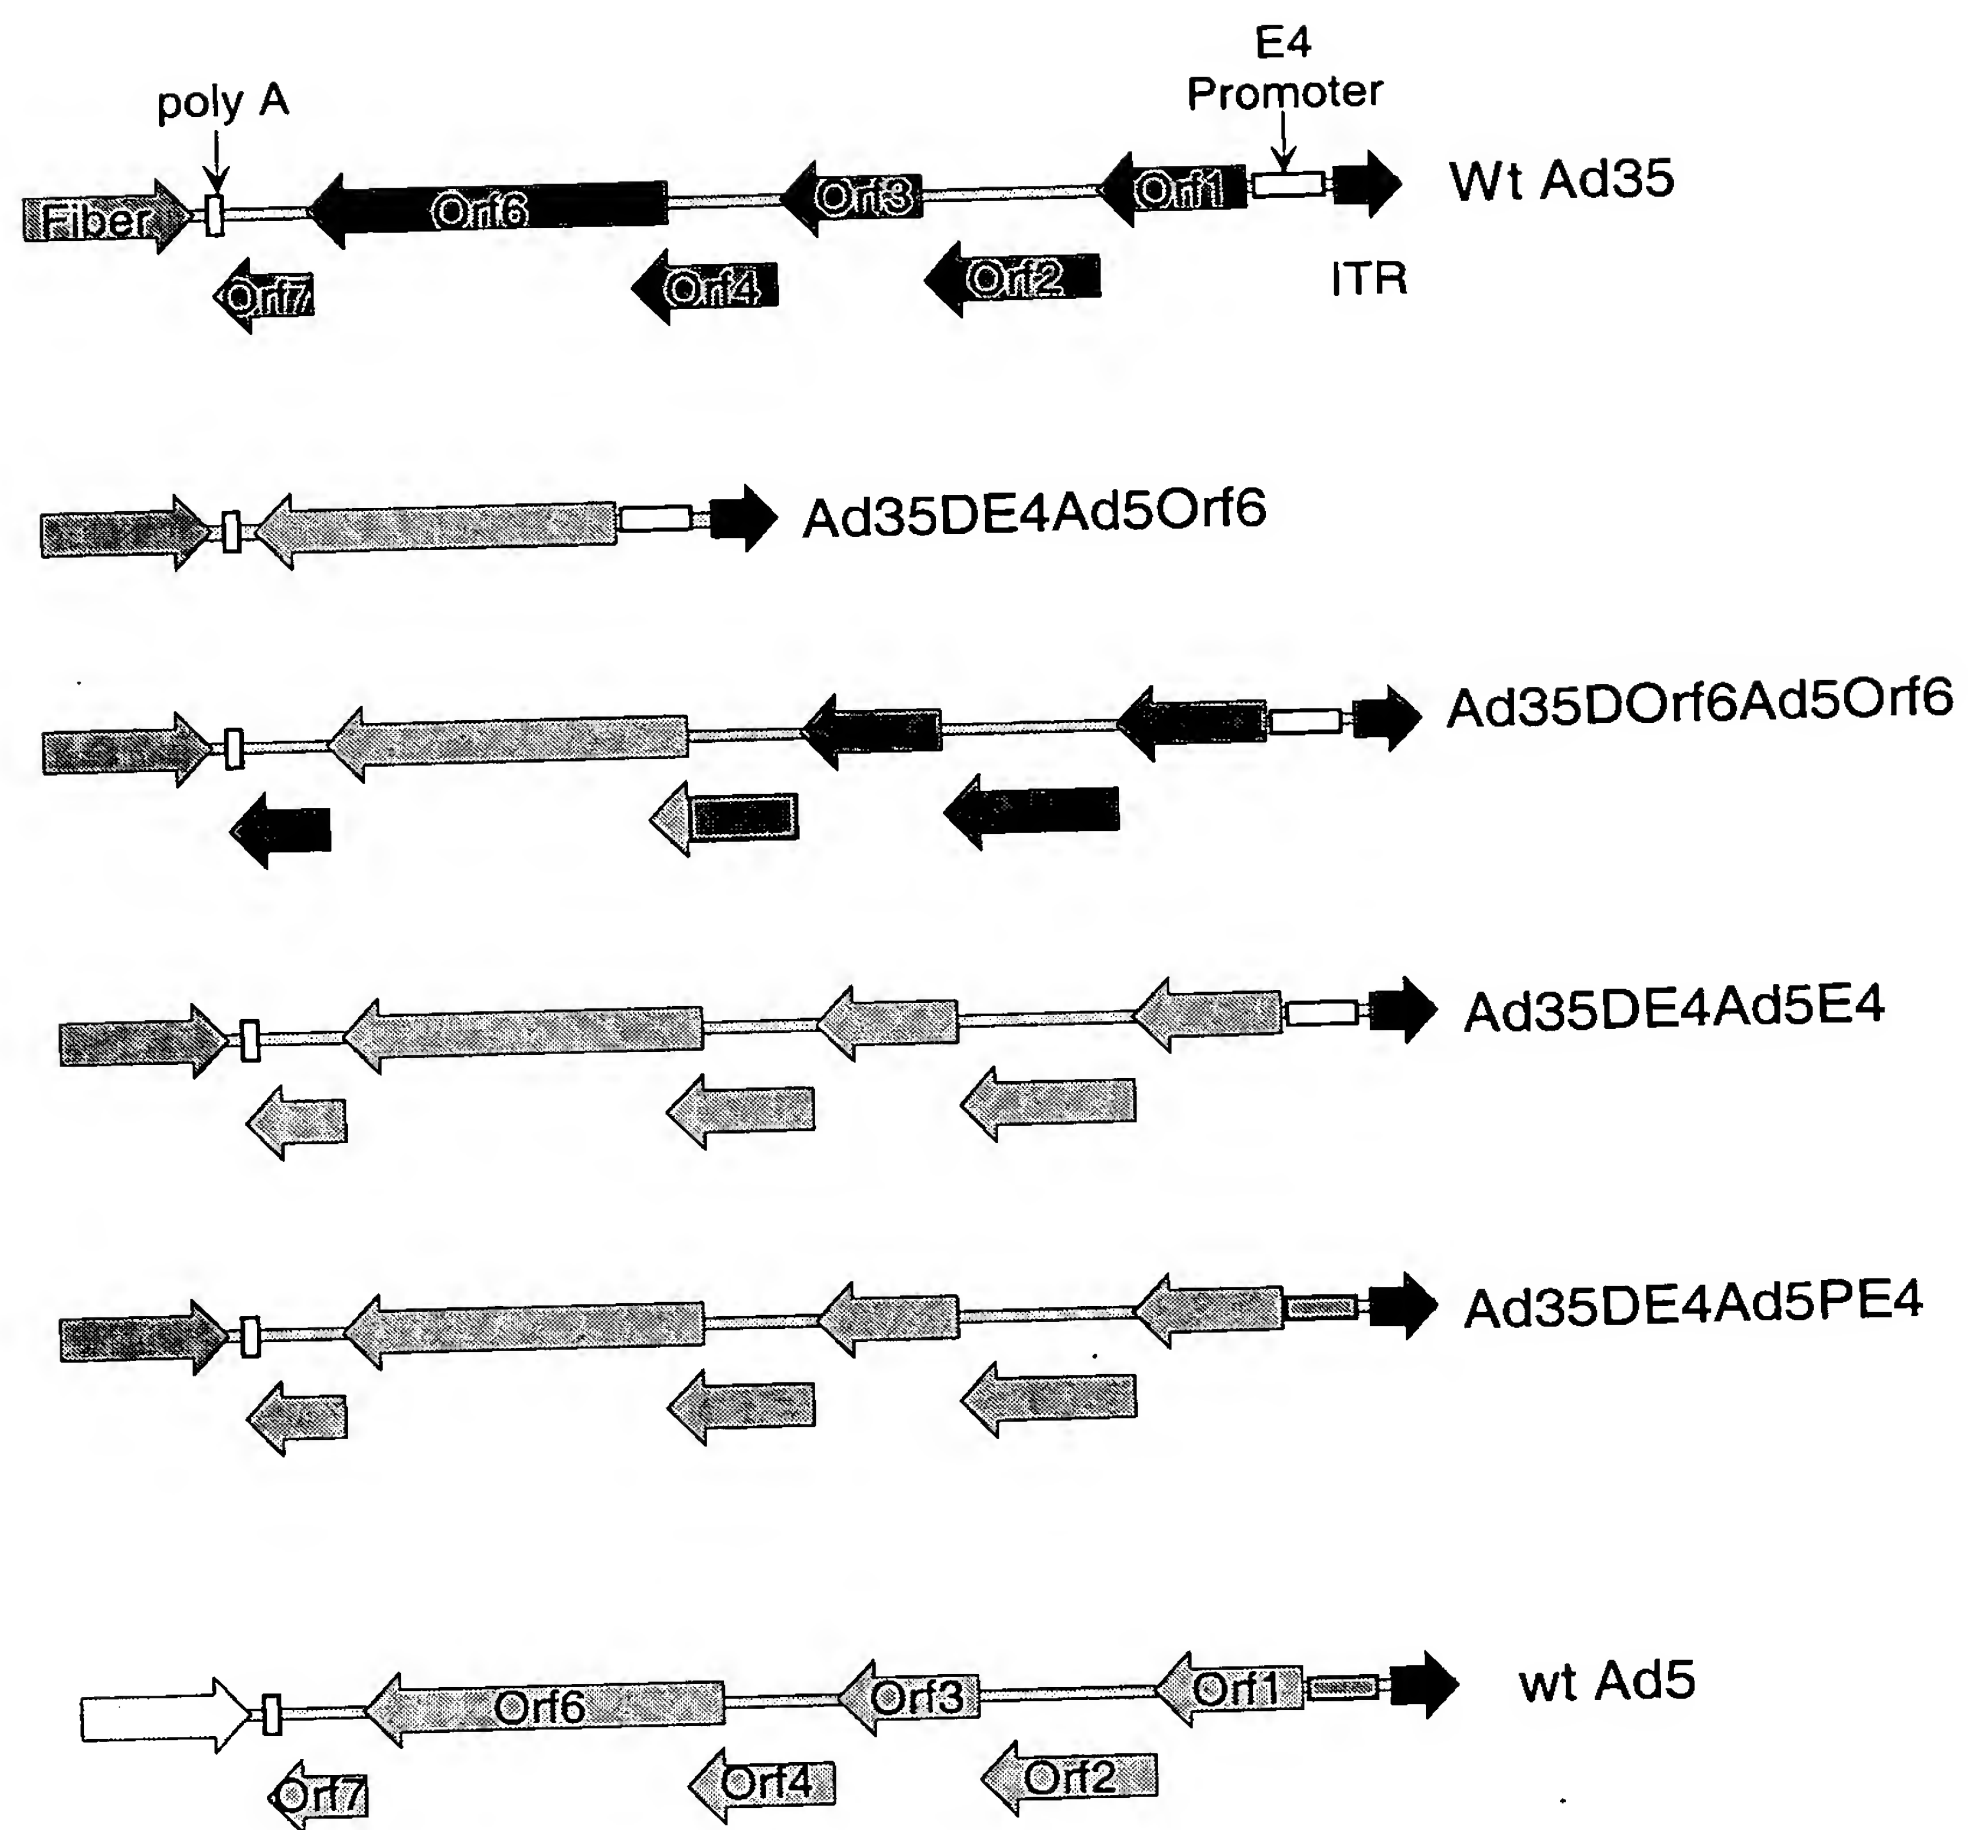 E4
Promoter
poly A
Fiber
Orf6
Orf3
Orf1
Wt Ad35
Orf7
Orf4
Orf2
ITR
Ad35DE4Ad5Orf6
Ad35DOrf6Ad5Orf6
Ad35DE4Ad5E4
Ad35DE4Ad5PE4
Orf6
Orf3
Orf1
wt Ad5
Orf7
Orf4
Orf2